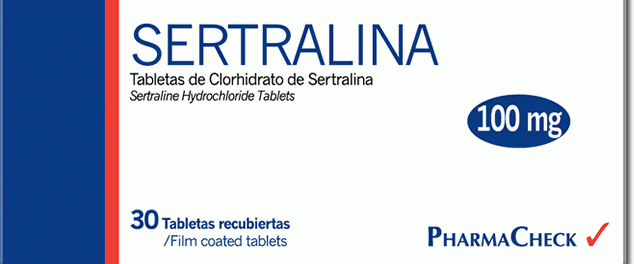 SERTRALINA
Tabletas de Clorhidrato de Sertralina
Sertraline Hydrochloride Tablets
100 mg
30 Tabletas recubiertas
/Film coated tablets
PHARMACHECK ✓